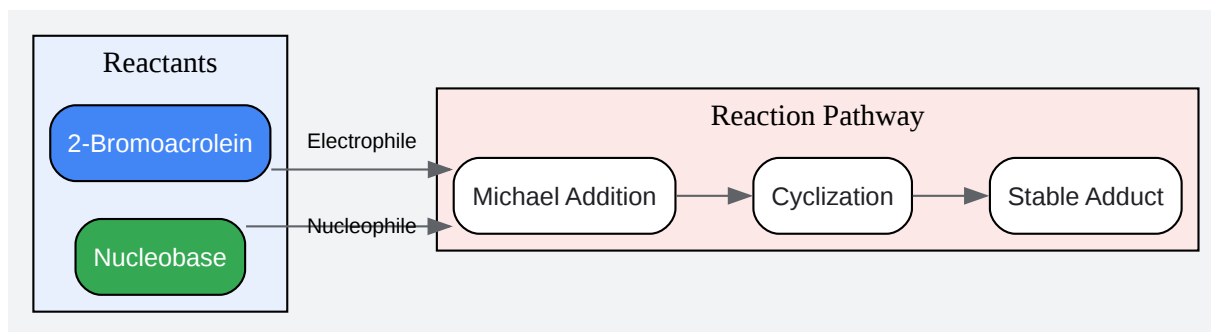 Reactants
2-Bromoacrolein
Nucleobase
Electrophile
Nucleophile
Reaction Pathway
Michael Addition
Cyclization
Stable Adduct